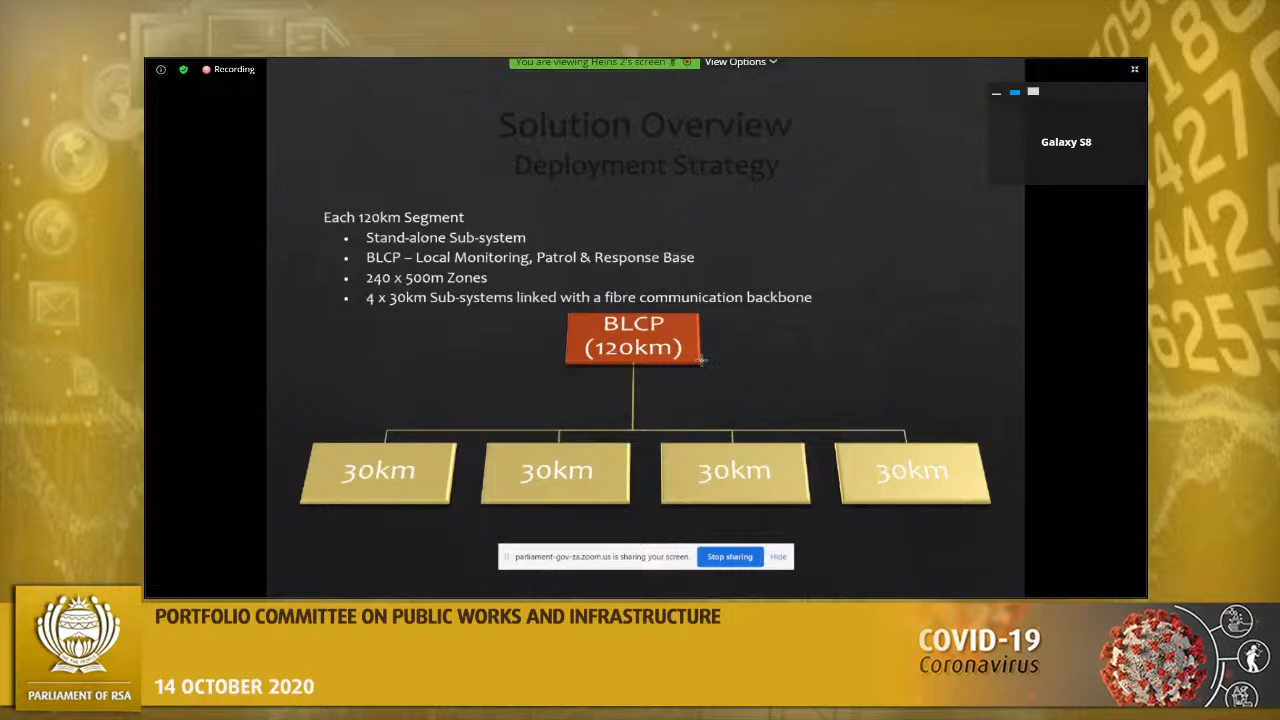 Recording
You are viewing Heins 2's screen
View Options
Galaxy S8
Solution Overview
Deployment Strategy
Each 120km Segment
• Stand-alone Sub-system
• BLCP – Local Monitoring, Patrol & Response Base
• 240 x 500m Zones
• 4 x 30km Sub-systems linked with a fibre communication backbone
BLCP
(120km)
30km
30km
30km
30km
parliament-gov-za.zoom.us is sharing your screen.
Stop sharing
Hide
PORTFOLIO COMMITTEE ON PUBLIC WORKS AND INFRASTRUCTURE
14 OCTOBER 2020
PARLIAMENT OF RSA
COVID-19
Coronavirus